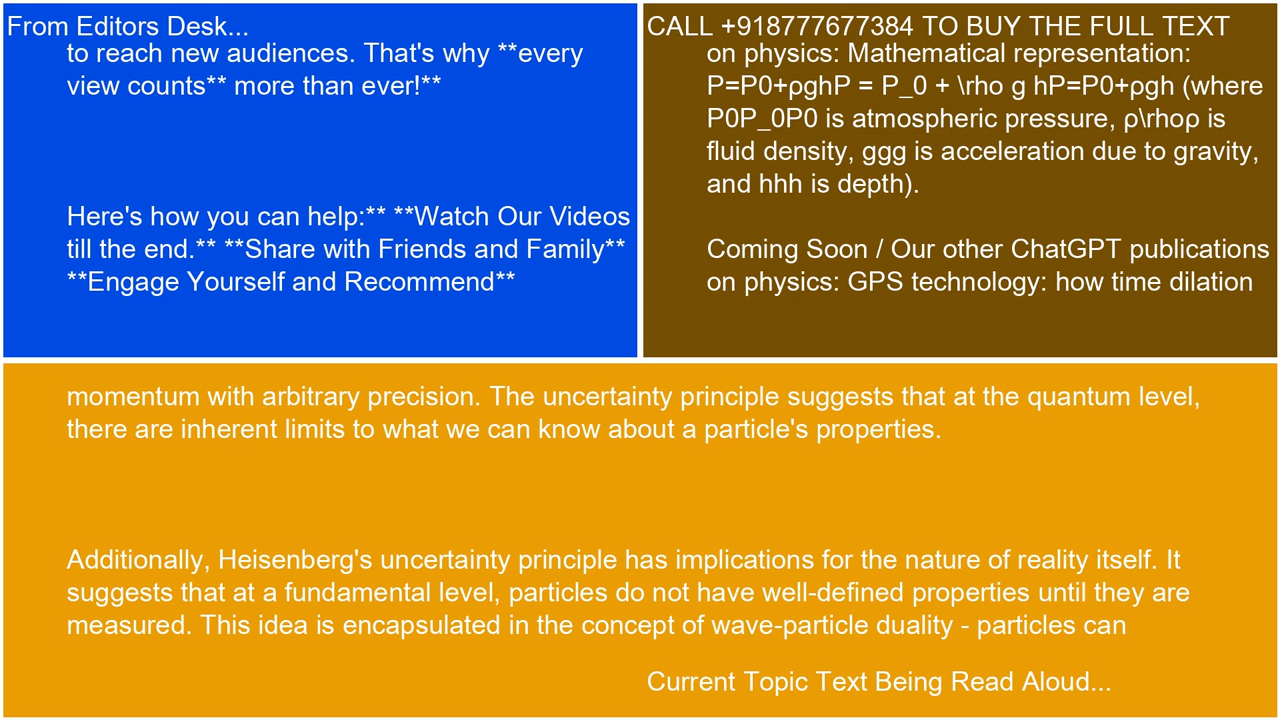 From Editors Desk...
to reach new audiences. That's why **every
view counts** more than ever!**
Here's how you can help:** **Watch Our Videos
till the end.** **Share with Friends and Family**
**Engage Yourself and Recommend**
CALL +918777677384 TO BUY THE FULL TEXT
on physics: Mathematical representation:
P=P0+ρghP = P_0 + \rho g hP=P0+ρgh (where
P0P_0P0 is atmospheric pressure, ρ\rhoρ is
fluid density, ggg is acceleration due to gravity,
and hhh is depth).
Coming Soon / Our other ChatGPT publications
on physics: GPS technology: how time dilation
momentum with arbitrary precision. The uncertainty principle suggests that at the quantum level,
there are inherent limits to what we can know about a particle's properties.
Additionally, Heisenberg's uncertainty principle has implications for the nature of reality itself. It
suggests that at a fundamental level, particles do not have well-defined properties until they are
measured. This idea is encapsulated in the concept of wave-particle duality - particles can
Current Topic Text Being Read Aloud...